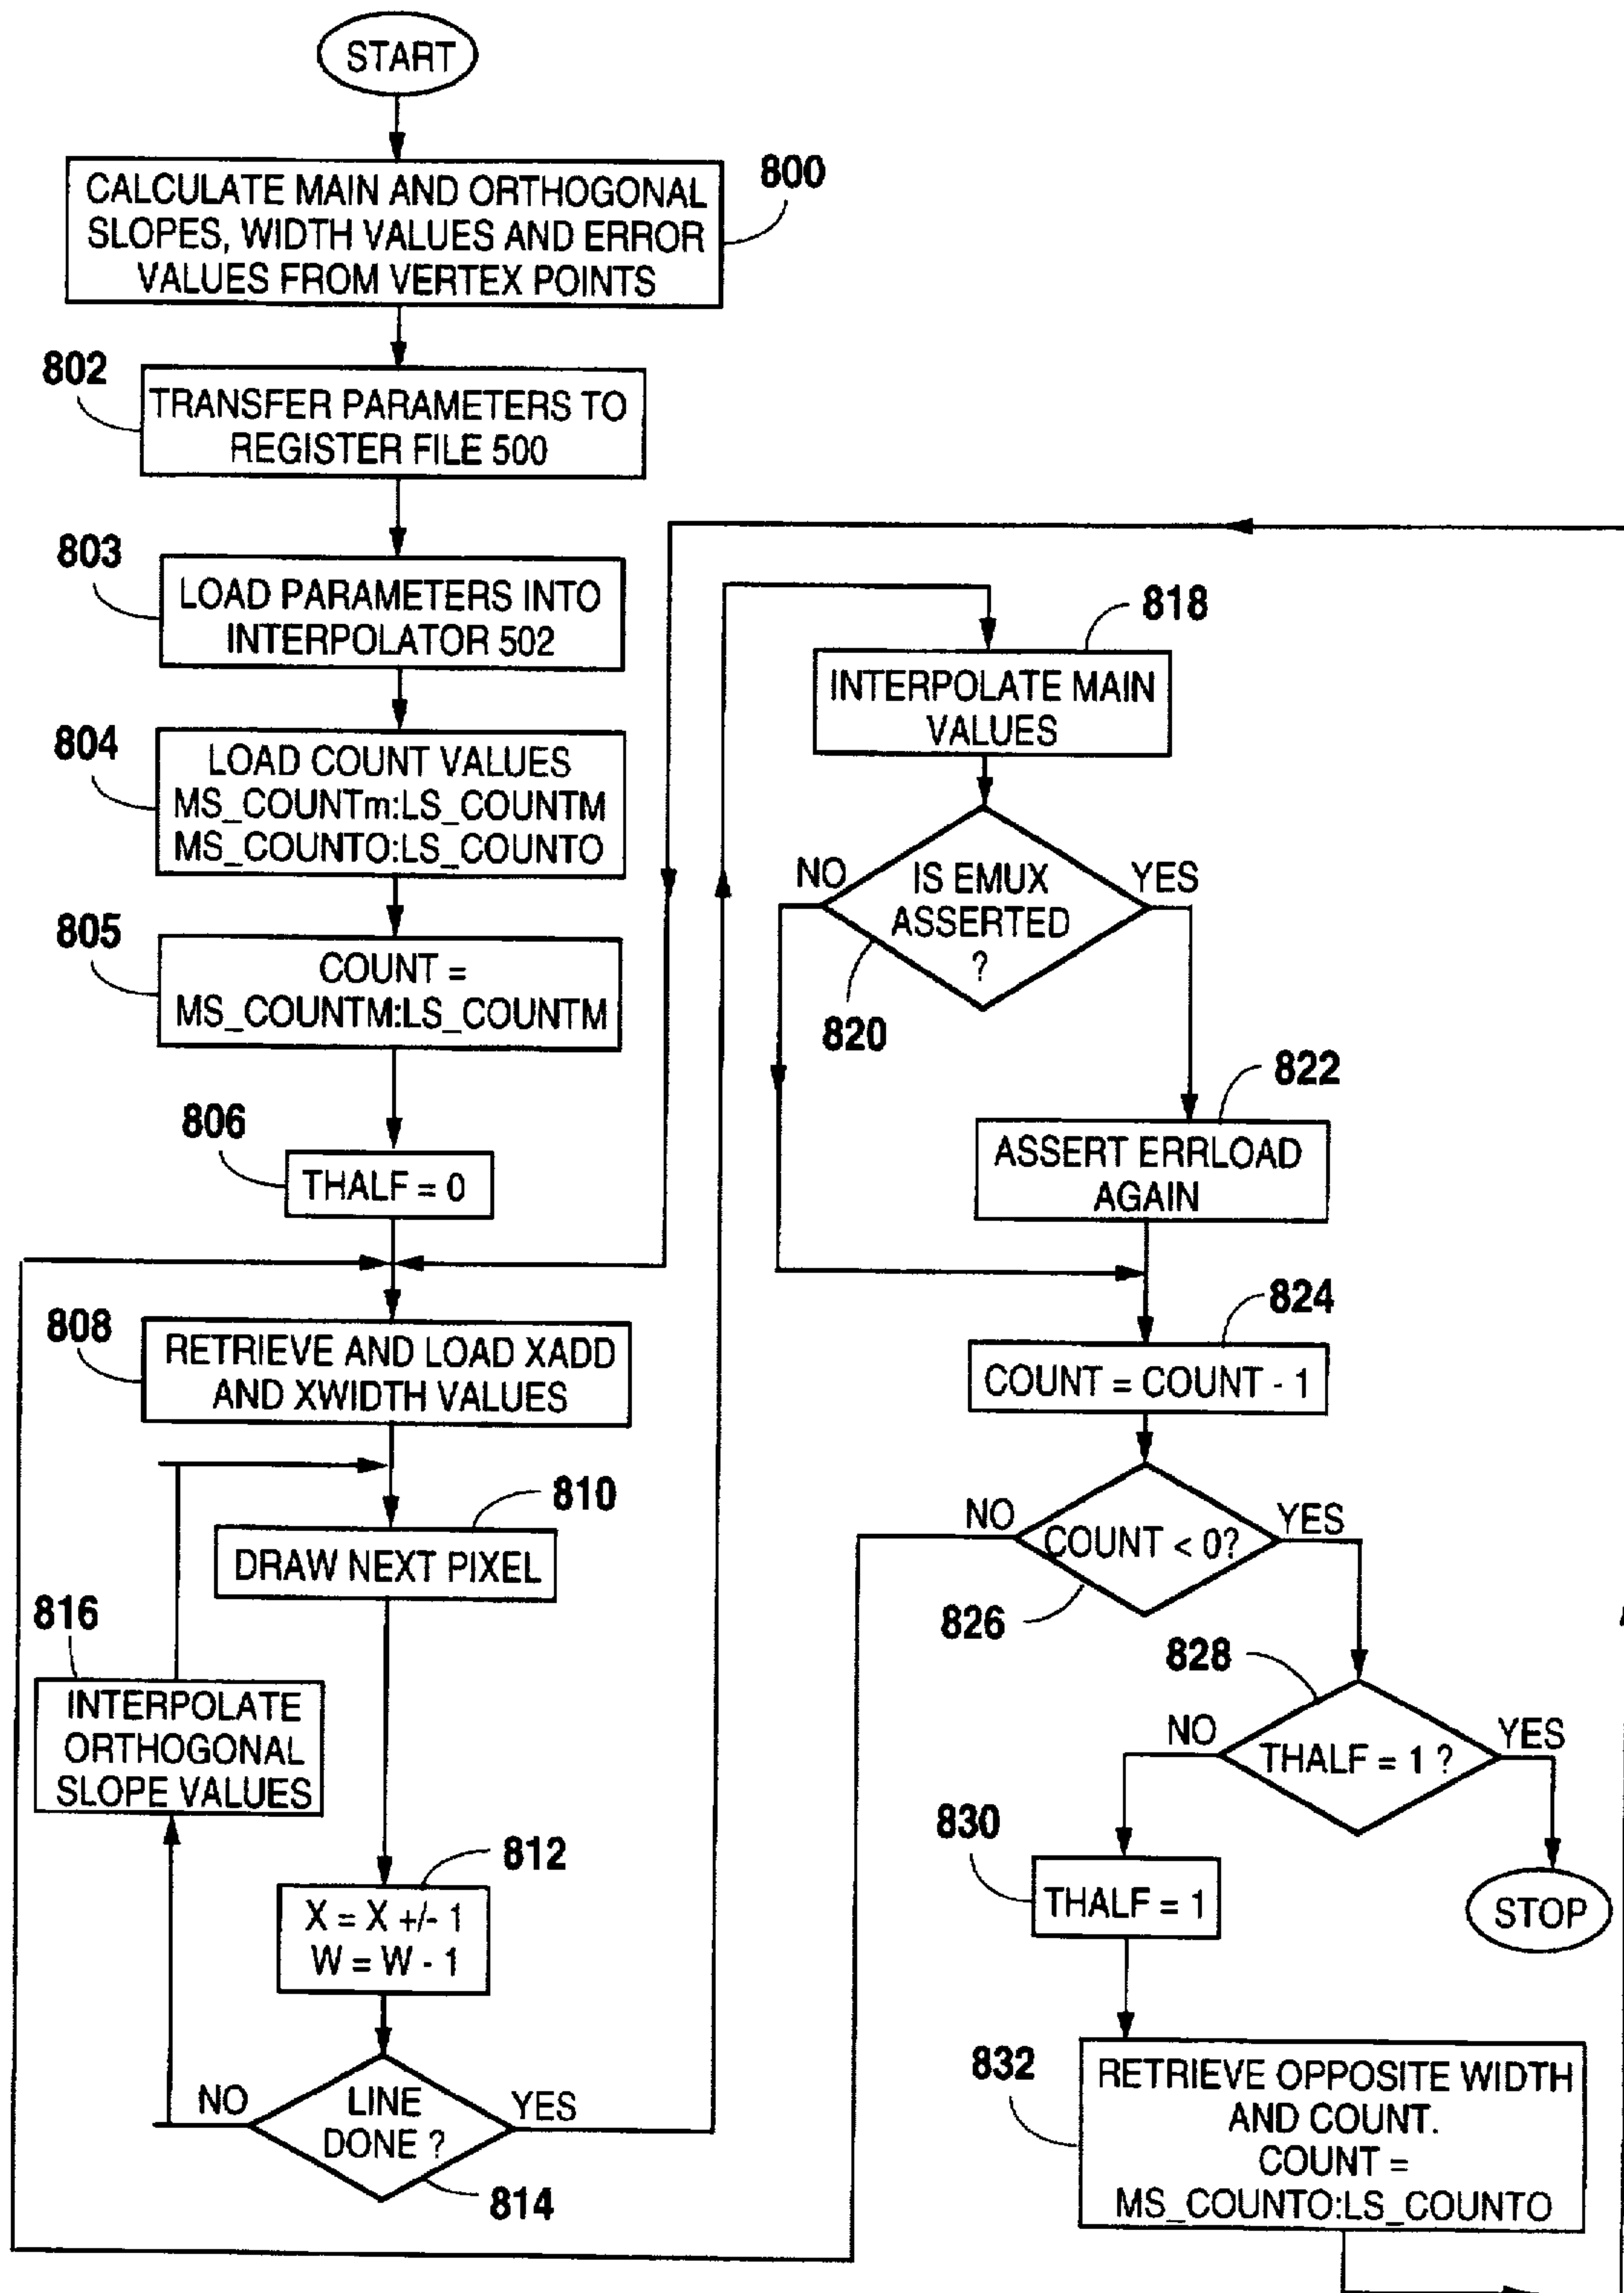 START
800
CALCULATE MAIN AND ORTHOGONAL
SLOPES, WIDTH VALUES AND ERROR
VALUES FROM VERTEX POINTS
802
TRANSFER PARAMETERS TO
REGISTER FILE 500
803
LOAD PARAMETERS INTO
INTERPOLATOR 502
804
LOAD COUNT VALUES
MS_COUNTm:LS_COUNTM
MS_COUNTO:LS_COUNTO
805
COUNT =
MS_COUNTM:LS_COUNTM
806
THALF = 0
808
RETRIEVE AND LOAD XADD
AND XWIDTH VALUES
810
DRAW NEXT PIXEL
816
INTERPOLATE
ORTHOGONAL
SLOPE VALUES
812
X = X +/- 1
W = W - 1
NO
LINE
DONE ?
YES
814
818
INTERPOLATE MAIN
VALUES
NO
IS EMUX
ASSERTED
?
YES
820
822
ASSERT ERRLOAD
AGAIN
824
COUNT = COUNT - 1
NO
COUNT < 0?
YES
826
828
NO
THALF = 1 ?
YES
830
THALF = 1
STOP
832
RETRIEVE OPPOSITE WIDTH
AND COUNT.
COUNT =
MS_COUNTO:LS_COUNTO